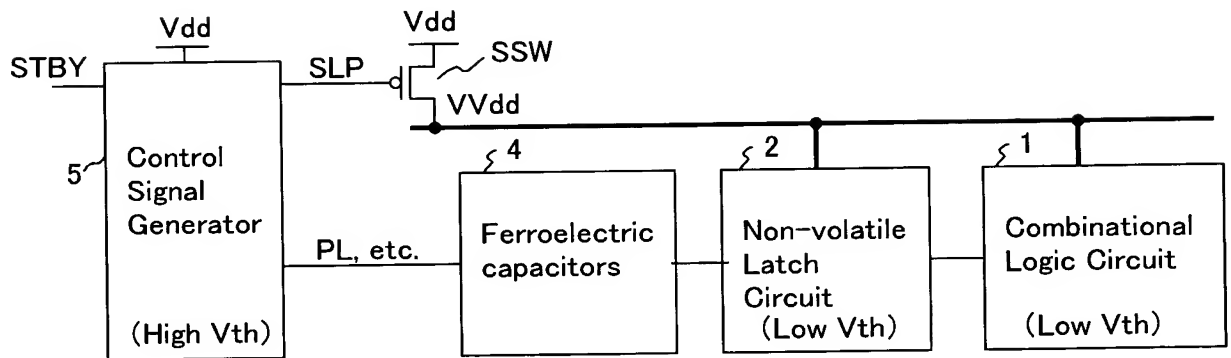 Vdd
Vdd
STBY
SLP
SSW
VVdd
5
Control
Signal
Generator
(High Vth)
PL, etc.
4
Ferroelectric
capacitors
2
Non-volatile
Latch
Circuit
(Low Vth)
1
Combinational
Logic Circuit
(Low Vth)